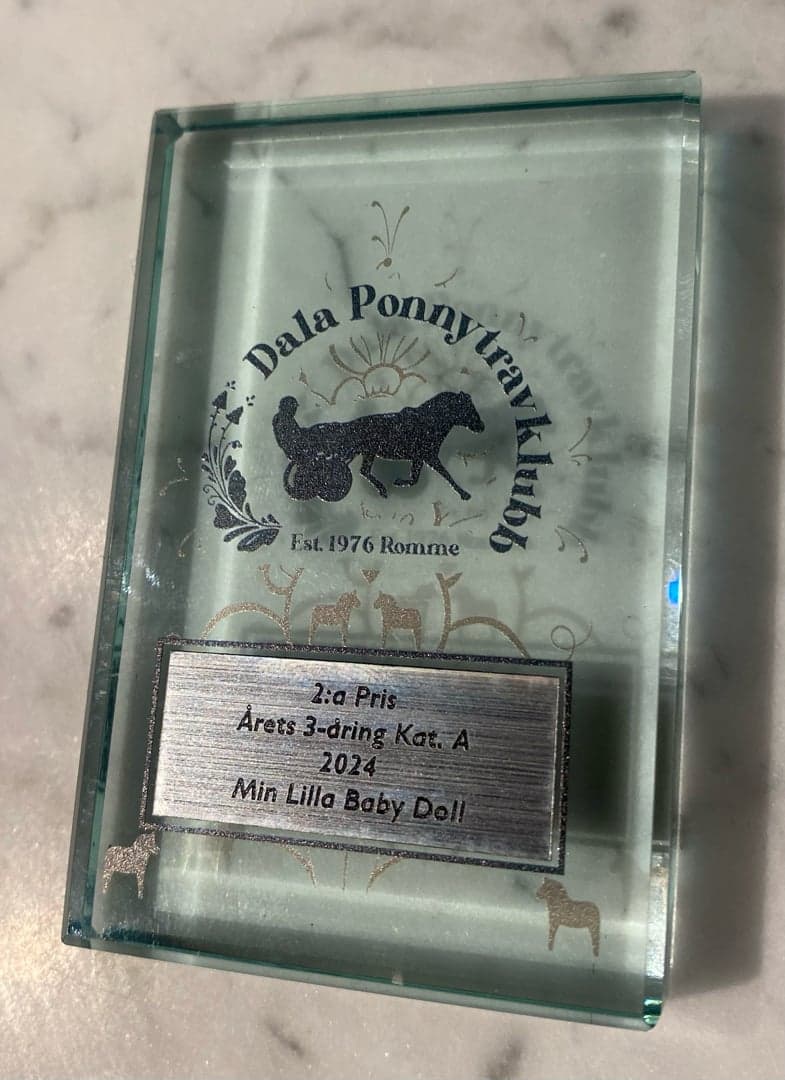 Dala Ponnytravklubb
Est. 1976 Romme
2:a Pris
Årets 3-åring Kat. A
2024
Min Lilla Baby Doll